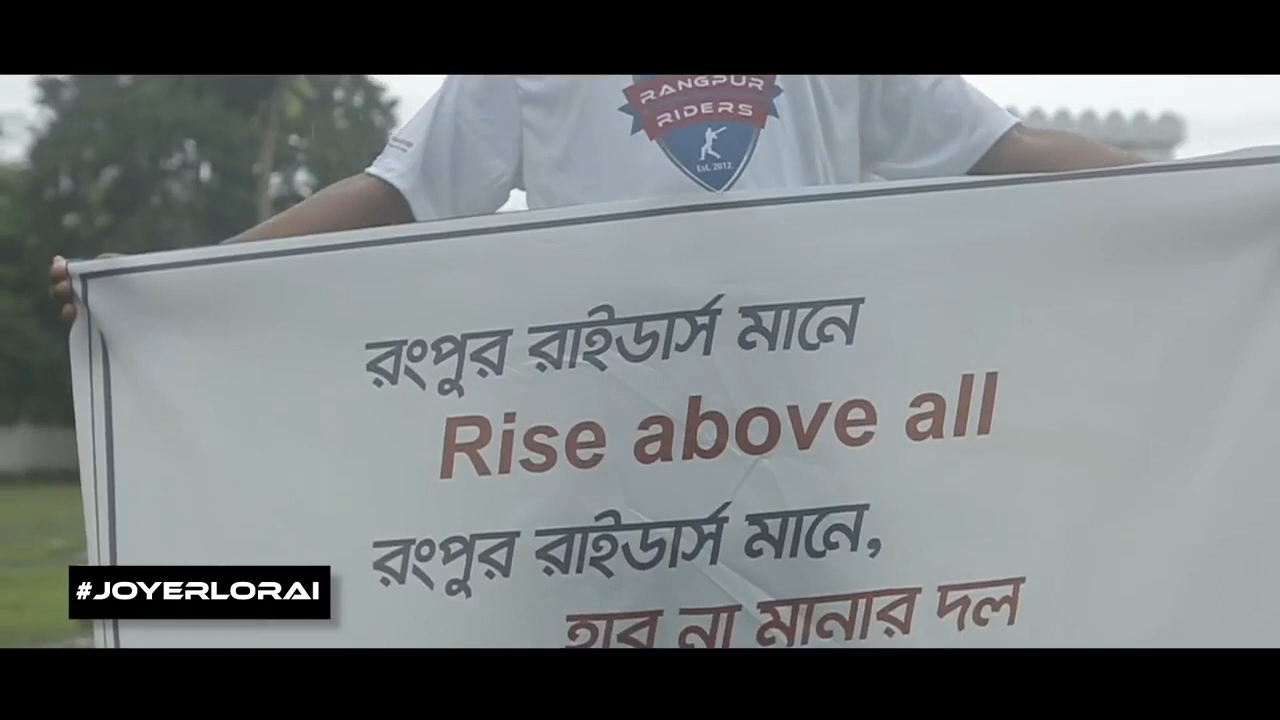 RANGPUR
RIDERS
Est. 2012
রংপুর রাইডার্স মানে
Rise above all
রংপুর রাইডার্স মানে,
হার না মানার দল
#JOYERLORAI